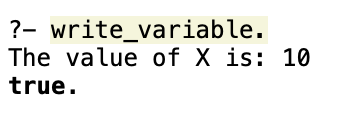 ?- write_variable.
The value of X is: 10
true.